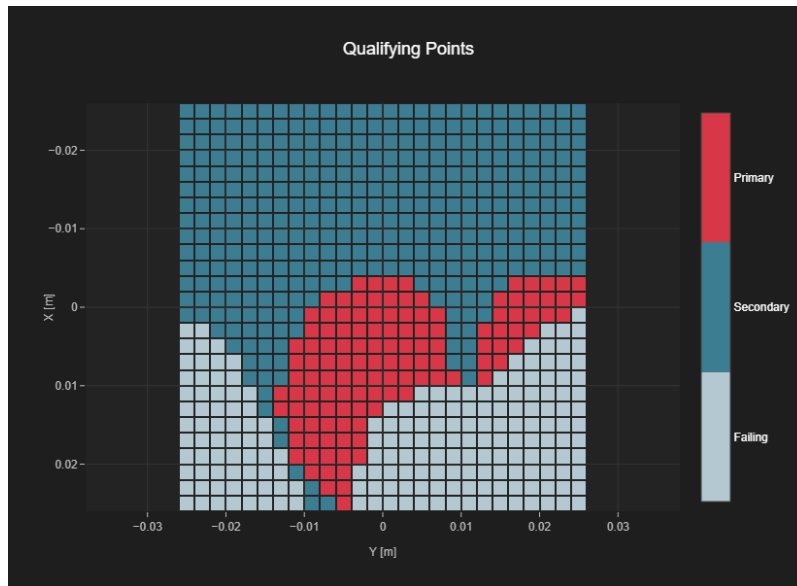 Qualifying Points
−0.02
−0.01
0
0.01
0.02
X [m]
−0.03
−0.02
−0.01
0
0.01
0.02
0.03
Y [m]
Primary
Secondary
Failing